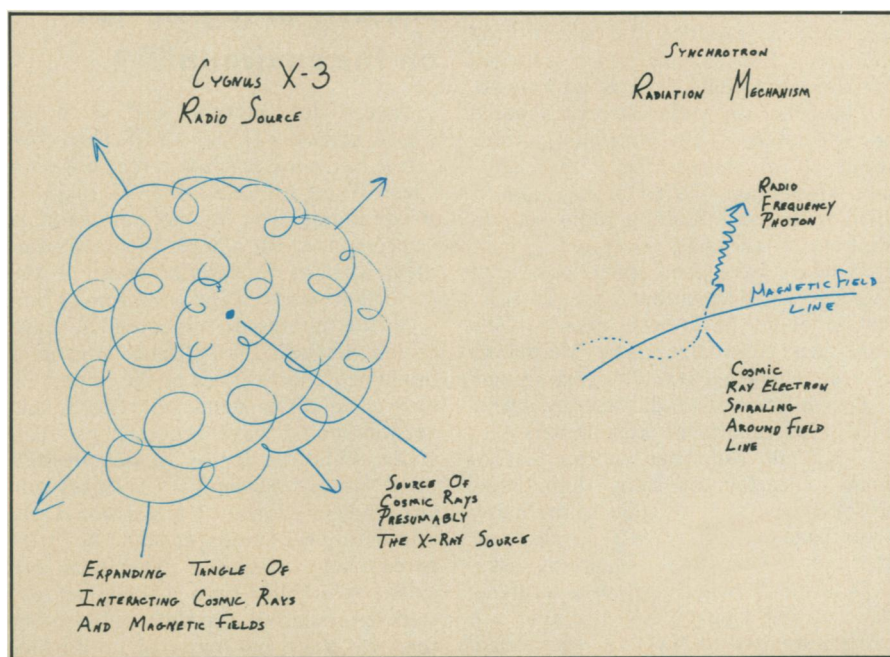 Cygnus X-3
Radio Source
Synchrotron
Radiation Mechanism
Radio
Frequency
Photon
Magnetic Field
Line
Cosmic
Ray Electron
Spiraling
Around Field
Line
Source Of
Cosmic Rays
Presumably
The X-Ray Source
Expanding Tangle Of
Interacting Cosmic Rays
And Magnetic Fields